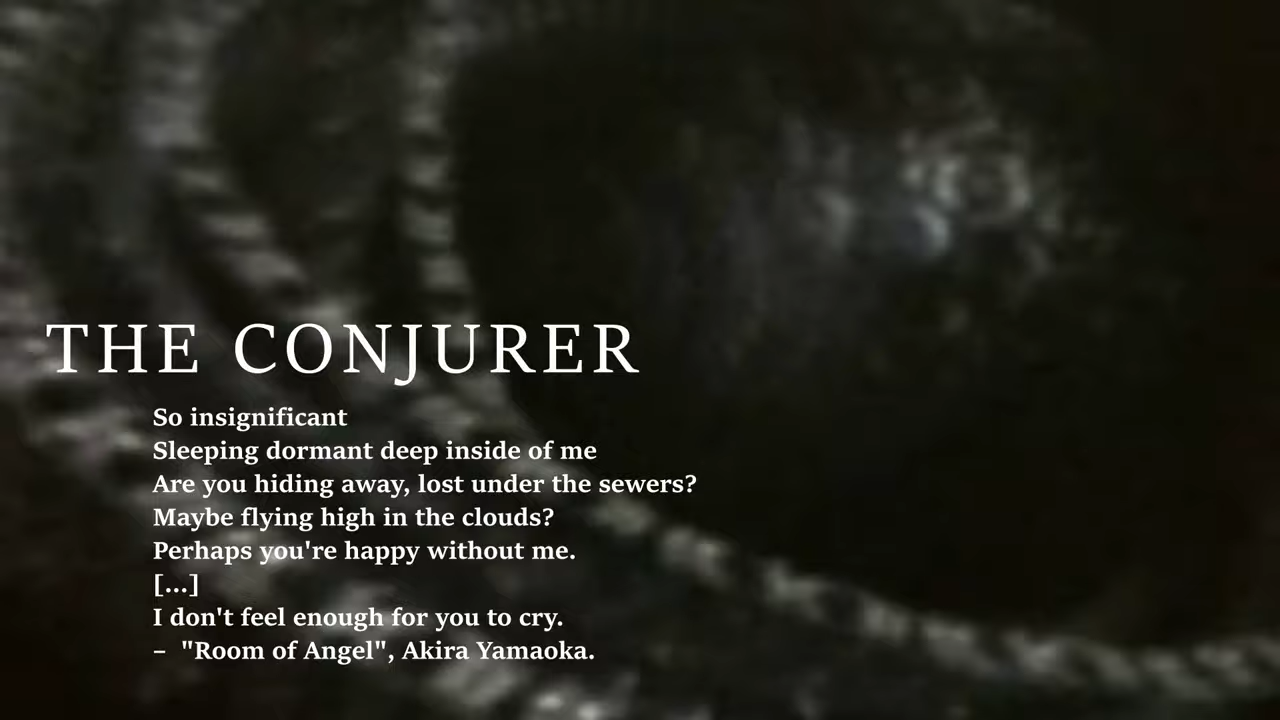 THE CONJURER
So insignificant
Sleeping dormant deep inside of me
Are you hiding away, lost under the sewers?
Maybe flying high in the clouds?
Perhaps you're happy without me.
[...]
I don't feel enough for you to cry.
– "Room of Angel", Akira Yamaoka.